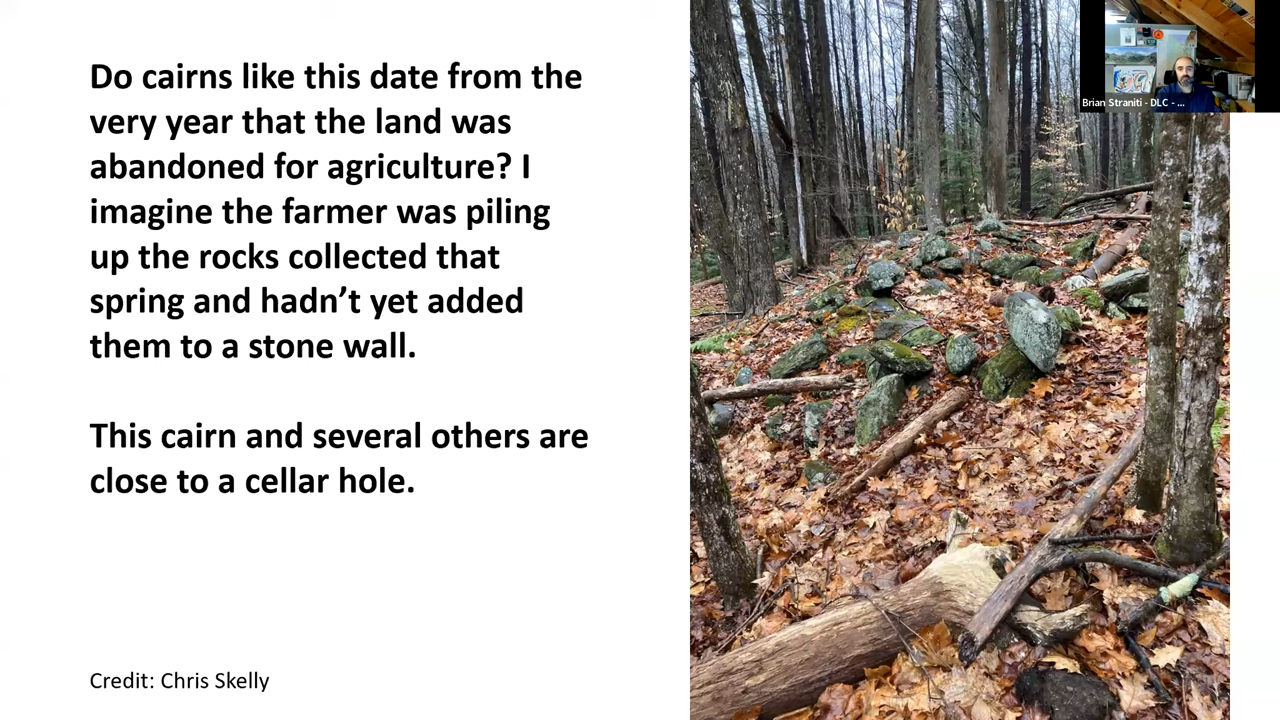 Do cairns like this date from the
very year that the land was
abandoned for agriculture? I
imagine the farmer was piling
up the rocks collected that
spring and hadn’t yet added
them to a stone wall.
This cairn and several others are
close to a cellar hole.
Credit: Chris Skelly
Brian Straniti - DLC - ...